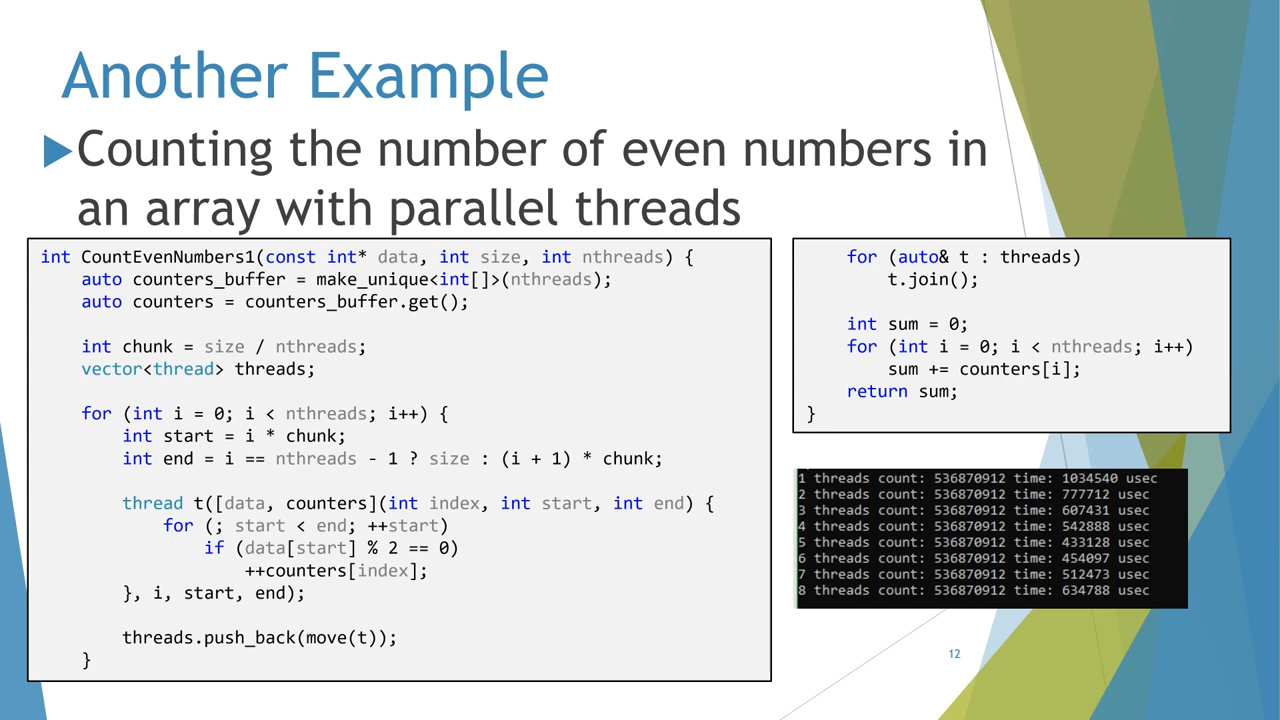 Another Example
Counting the number of even numbers in
an array with parallel threads
int CountEvenNumbers1(const int* data, int size, int nthreads) {
    auto counters_buffer = make_unique<int[]>(nthreads);
    auto counters = counters_buffer.get();
    int chunk = size / nthreads;
    vector<thread> threads;
    for (int i = 0; i < nthreads; i++) {
        int start = i * chunk;
        int end = i == nthreads - 1 ? size : (i + 1) * chunk;
        thread t([data, counters](int index, int start, int end) {
            for (; start < end; ++start)
                if (data[start] % 2 == 0)
                    ++counters[index];
        }, i, start, end);
        threads.push_back(move(t));
    }
    for (auto& t : threads)
        t.join();
    int sum = 0;
    for (int i = 0; i < nthreads; i++)
        sum += counters[i];
    return sum;
}
1 threads count: 536870912 time: 1034540 usec
2 threads count: 536870912 time: 777712 usec
3 threads count: 536870912 time: 607431 usec
4 threads count: 536870912 time: 542888 usec
5 threads count: 536870912 time: 433128 usec
6 threads count: 536870912 time: 454097 usec
7 threads count: 536870912 time: 512473 usec
8 threads count: 536870912 time: 634788 usec
12